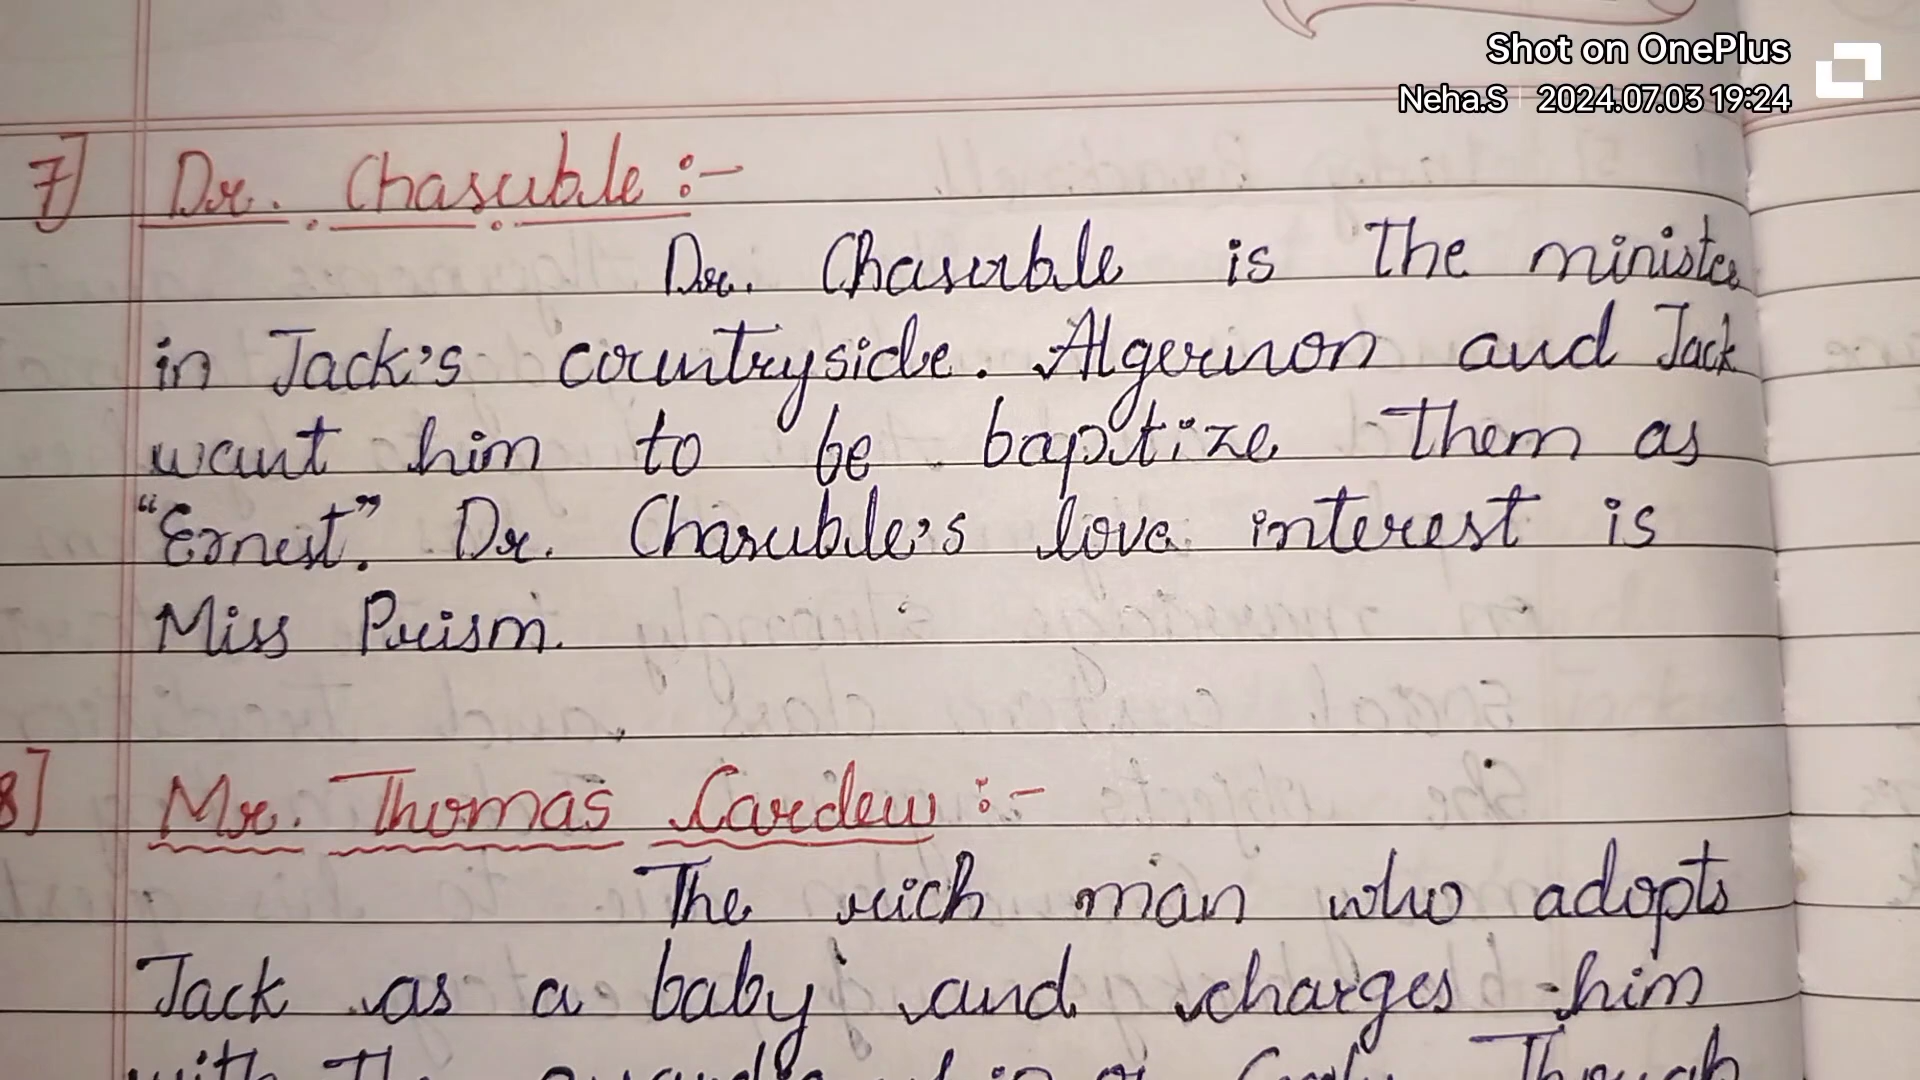 Shot on OnePlus
Neha.S | 2024.07.03 19:24
7] Dr. Chasuble :-
Dr. Chasuble is the minister
in Jack's countryside. Algerinon and Jack
want him to be baptize them as
"Ernest". Dr. Chasuble's love interest is
Miss Prism.
8] Mr. Thomas Cardew :-
The rich man who adopts
Jack as a baby and charges him
with